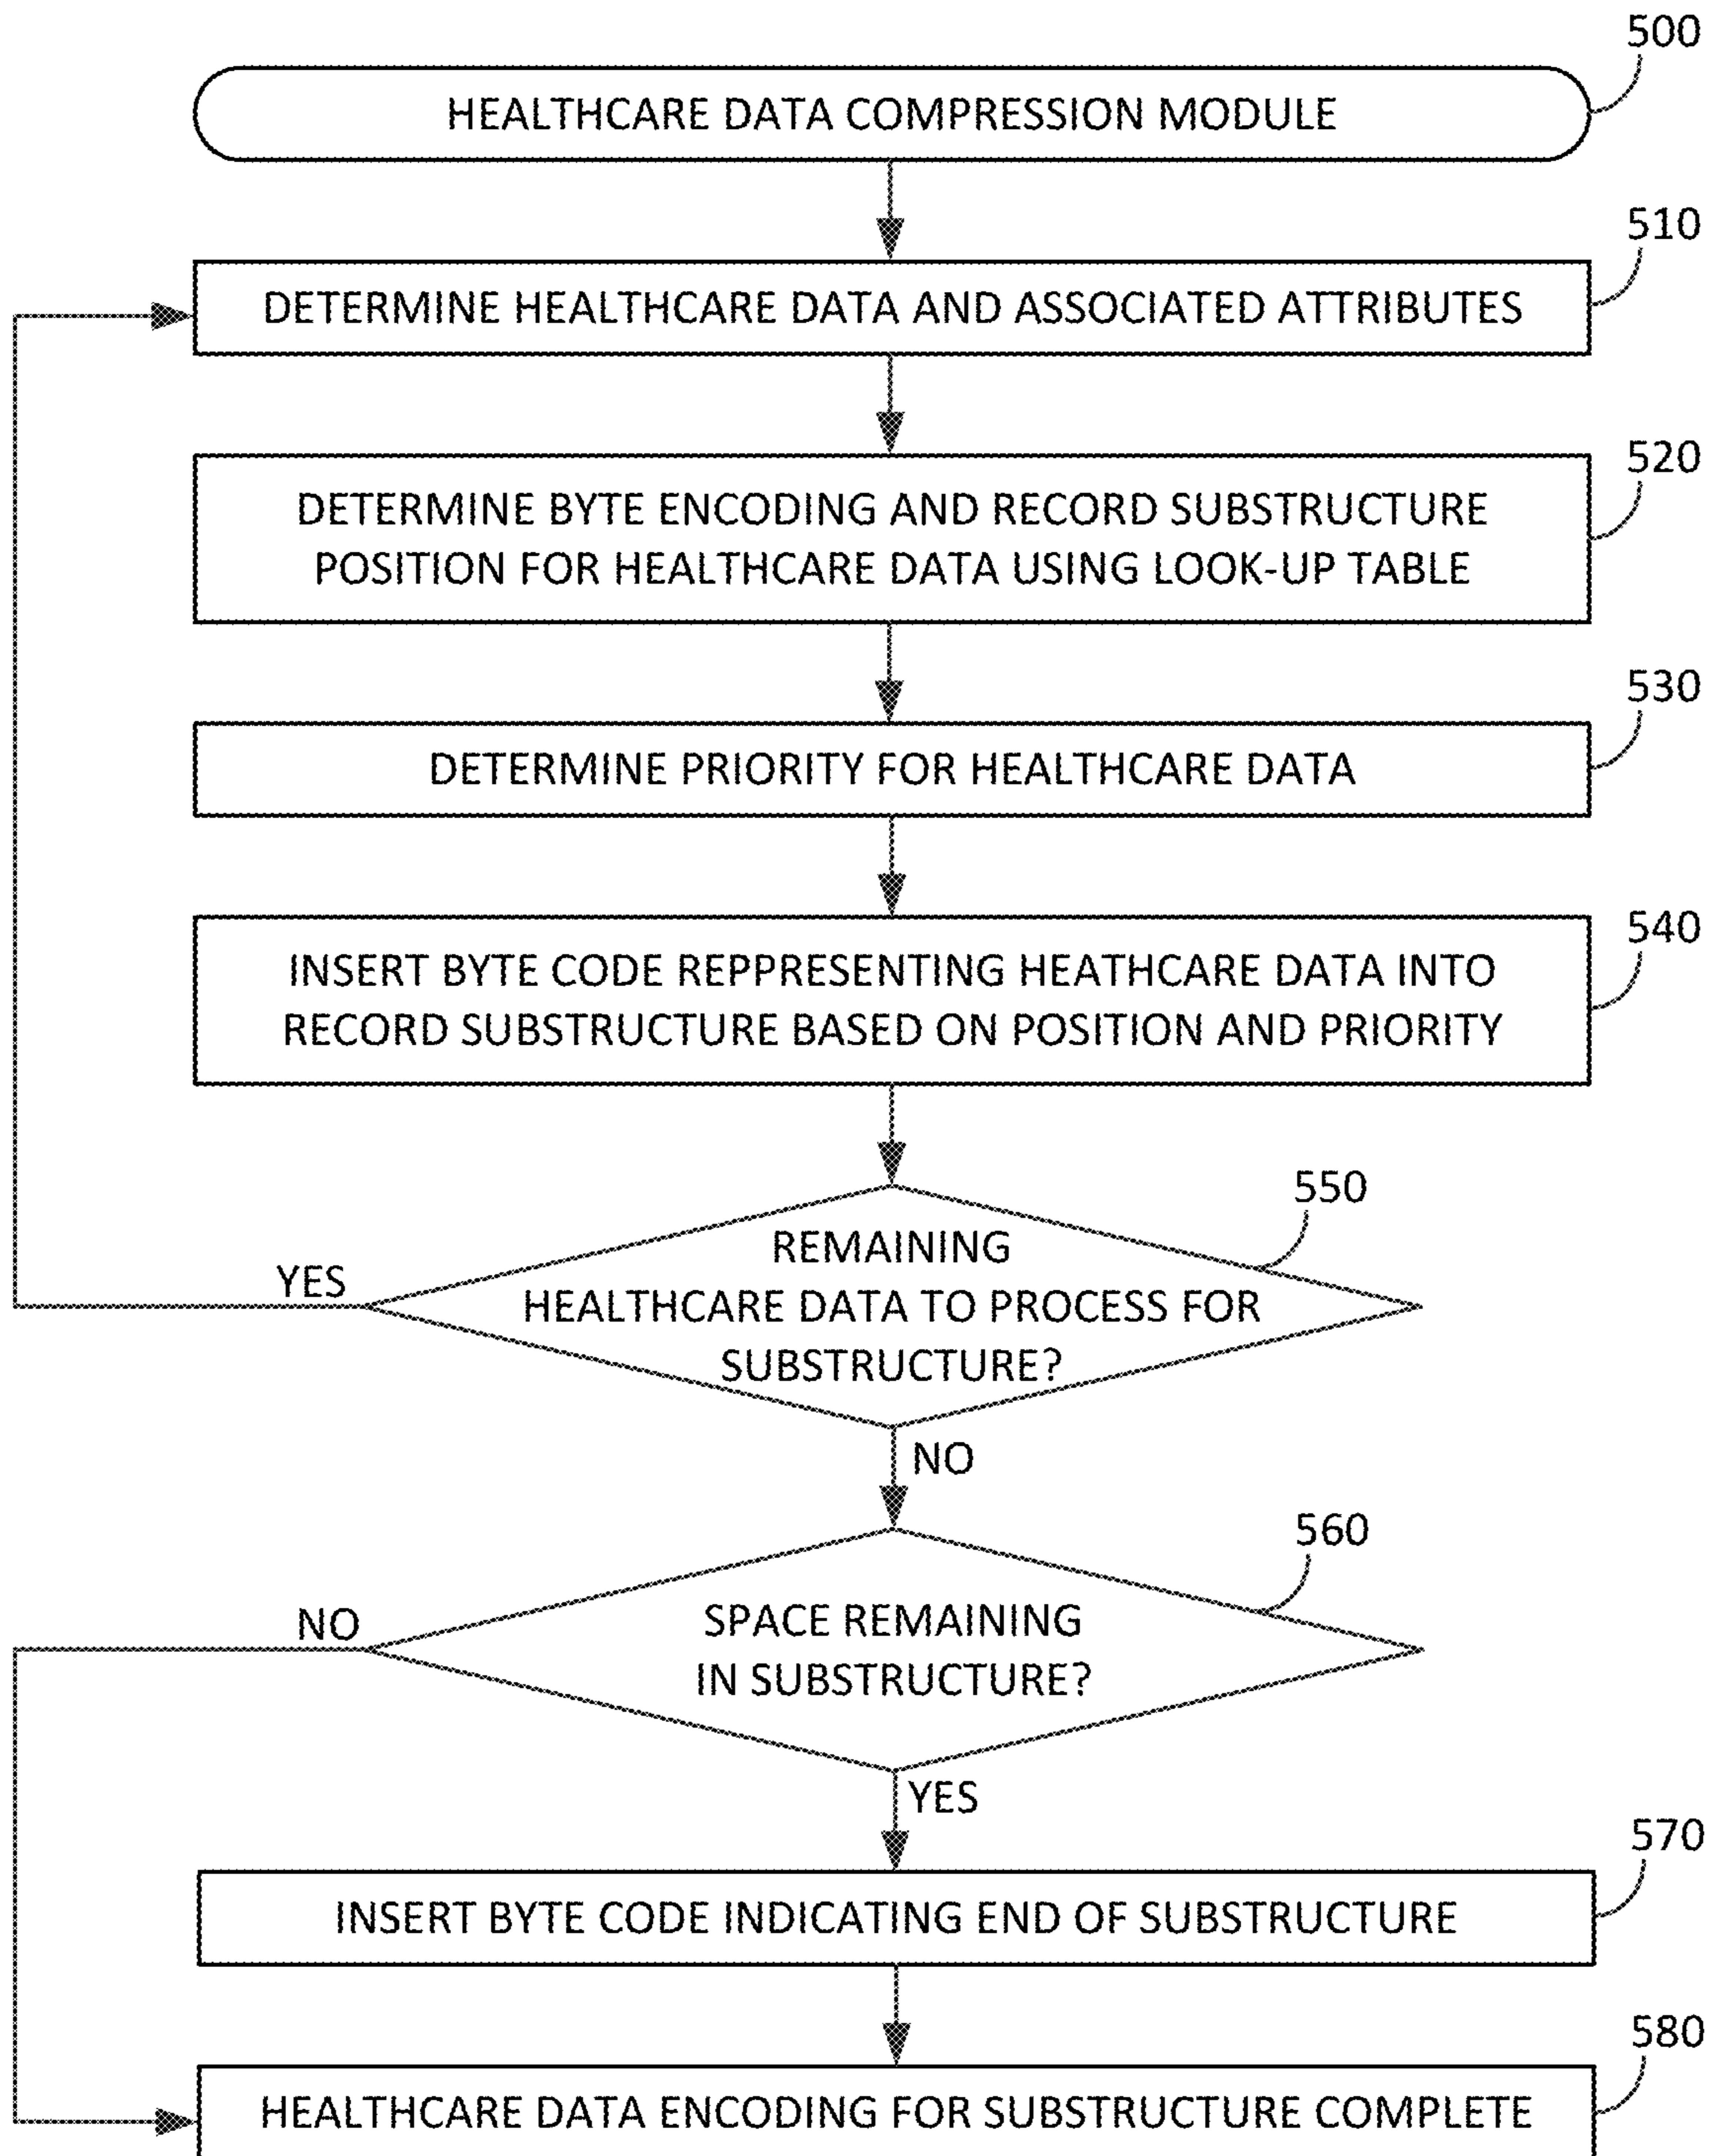 500
HEALTHCARE DATA COMPRESSION MODULE
510
DETERMINE HEALTHCARE DATA AND ASSOCIATED ATTRIBUTES
520
DETERMINE BYTE ENCODING AND RECORD SUBSTRUCTURE
POSITION FOR HEALTHCARE DATA USING LOOK-UP TABLE
530
DETERMINE PRIORITY FOR HEALTHCARE DATA
540
INSERT BYTE CODE REPPRESENTING HEATHCARE DATA INTO
RECORD SUBSTRUCTURE BASED ON POSITION AND PRIORITY
550
REMAINING
YES
HEALTHCARE DATA TO PROCESS FOR
SUBSTRUCTURE?
NO
560
NO
SPACE REMAINING
IN SUBSTRUCTURE?
YES
570
INSERT BYTE CODE INDICATING END OF SUBSTRUCTURE
580
HEALTHCARE DATA ENCODING FOR SUBSTRUCTURE COMPLETE